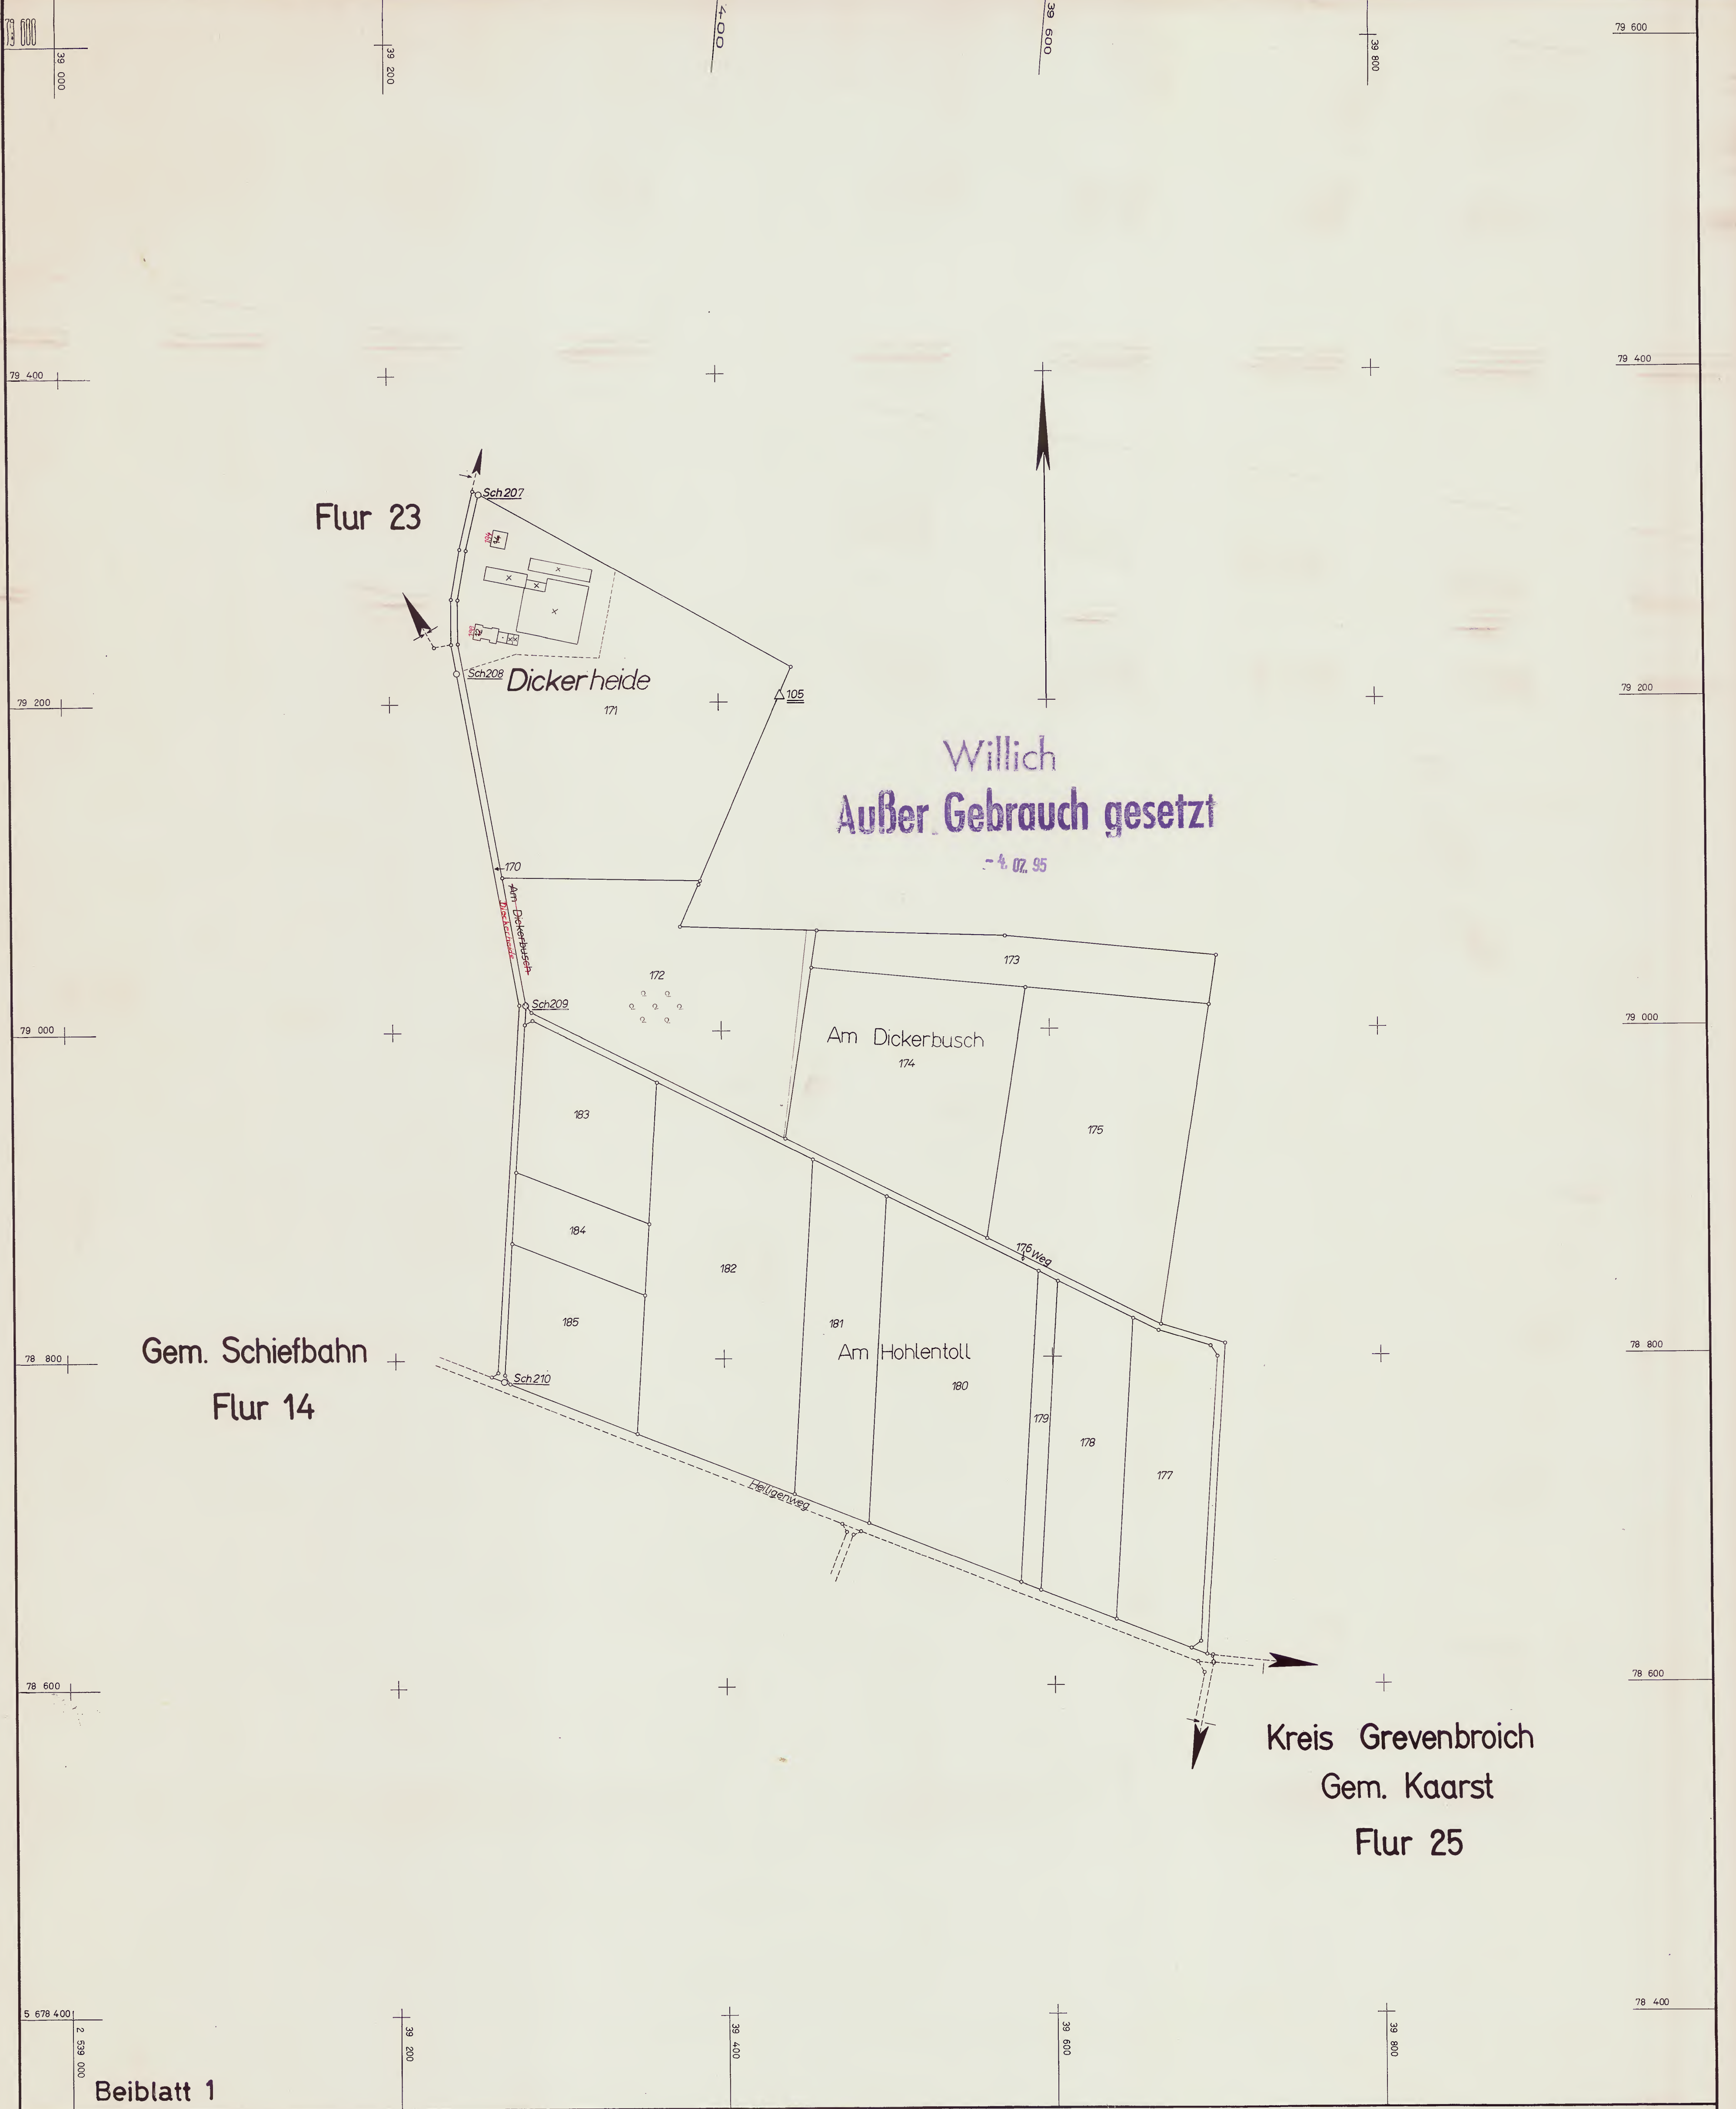 39 000
39 200
400
39 600
39 800
79 600
79 400
79 400
Flur 23
Sch 207
Sch208
Dickerheide
171
105
79 200
79 200
Willich
Außer Gebrauch gesetzt
- 4. 07. 95
170
Am Dickerbusch
Dickerheide
172
173
Sch209
79 000
79 000
Am Dickerbusch
174
175
183
184
182
176 Weg
185
181
Am Hohlentoll
180
179
178
177
Gem. Schiefbahn
Flur 14
78 800
78 800
Sch210
Heiligenweg
78 600
78 600
Kreis Grevenbroich
Gem. Kaarst
Flur 25
5 678 400
78 400
2 539 000
39 200
39 400
39 600
39 800
Beiblatt 1